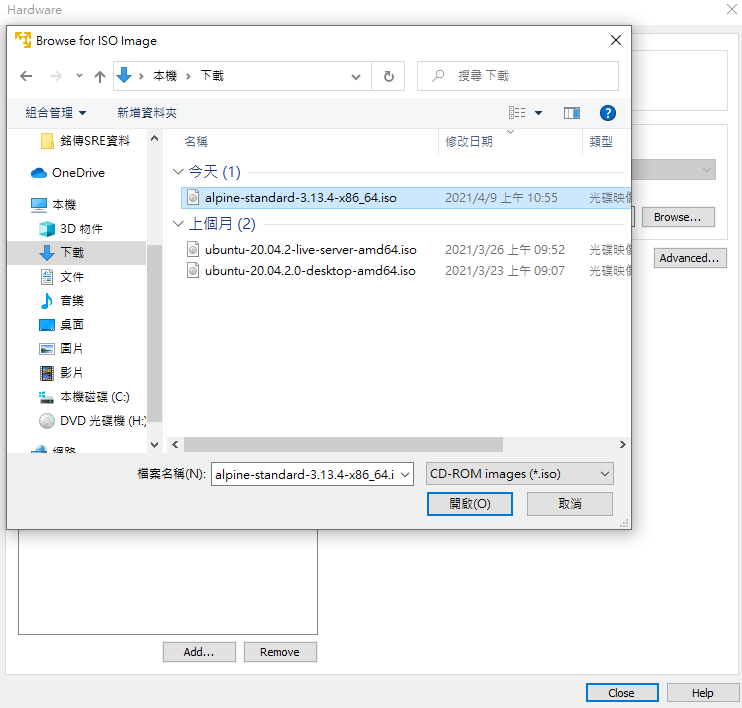 Hardware
Browse for ISO Image
本機 › 下載
搜尋 下載
組合管理
新增資料夾
銘傳SRE資料
OneDrive
本機
3D 物件
下載
文件
音樂
桌面
圖片
影片
本機磁碟 (C:)
DVD 光碟機 (H:)
網路
名稱 修改日期 類型
今天 (1)
alpine-standard-3.13.4-x86_64.iso 2021/4/9 上午 10:55 光碟映像
上個月 (2)
ubuntu-20.04.2-live-server-amd64.iso 2021/3/26 上午 09:52 光碟映像
ubuntu-20.04.2.0-desktop-amd64.iso 2021/3/23 上午 09:07 光碟映像
檔案名稱(N): alpine-standard-3.13.4-x86_64.i
CD-ROM images (*.iso)
開啟(O) 取消
Browse...
Advanced...
Add... Remove
Close Help